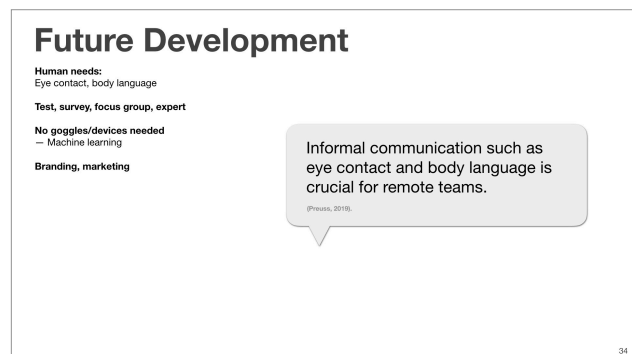 Future Development
Human needs:
Eye contact, body language
Test, survey, focus group, expert
No goggles/devices needed
— Machine learning
Branding, marketing
Informal communication such as
eye contact and body language is
crucial for remote teams.
(Preuss, 2019).
34